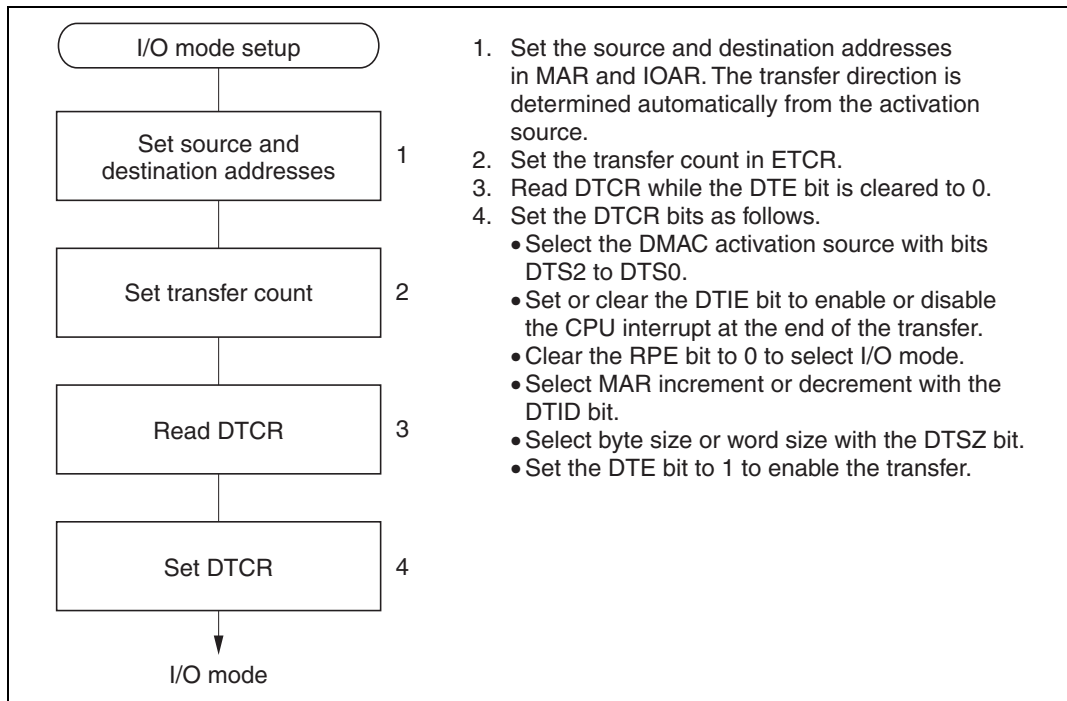 I/O mode setup
Set source and
destination addresses
1
Set transfer count
2
Read DTCR
3
Set DTCR
4
I/O mode
1. Set the source and destination addresses
in MAR and IOAR. The transfer direction is
determined automatically from the activation
source.
2. Set the transfer count in ETCR.
3. Read DTCR while the DTE bit is cleared to 0.
4. Set the DTCR bits as follows.
• Select the DMAC activation source with bits
DTS2 to DTS0.
• Set or clear the DTIE bit to enable or disable
the CPU interrupt at the end of the transfer.
• Clear the RPE bit to 0 to select I/O mode.
• Select MAR increment or decrement with the
DTID bit.
• Select byte size or word size with the DTSZ bit.
• Set the DTE bit to 1 to enable the transfer.